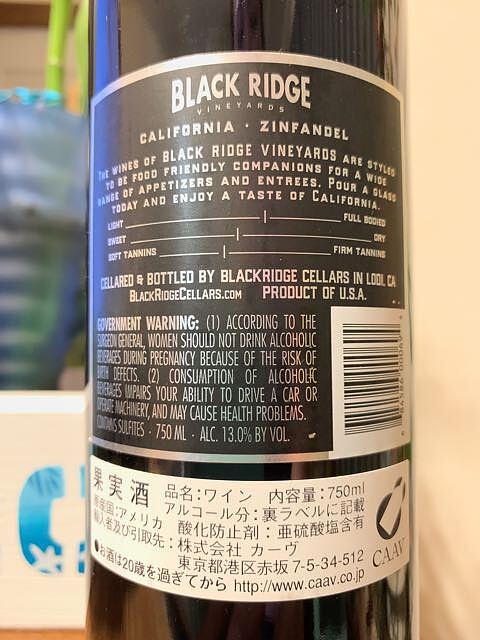 BLACK RIDGE
VINEYARDS
CALIFORNIA · ZINFANDEL
THE WINES OF BLACK RIDGE VINEYARDS ARE STYLED
TO BE FOOD FRIENDLY COMPANIONS FOR A WIDE
RANGE OF APPETIZERS AND ENTREES. POUR A GLASS
TODAY AND ENJOY A TASTE OF CALIFORNIA.
LIGHT FULL BODIED
SWEET DRY
SOFT TANNINS FIRM TANNINS
CELLARED & BOTTLED BY BLACKRIDGE CELLARS IN LODI, CA
BLACKRIDGECELLARS.COM PRODUCT OF U.S.A.
GOVERNMENT WARNING: (1) ACCORDING TO THE
SURGEON GENERAL, WOMEN SHOULD NOT DRINK ALCOHOLIC
BEVERAGES DURING PREGNANCY BECAUSE OF THE RISK OF
BIRTH DEFECTS. (2) CONSUMPTION OF ALCOHOLIC
BEVERAGES IMPAIRS YOUR ABILITY TO DRIVE A CAR OR
OPERATE MACHINERY, AND MAY CAUSE HEALTH PROBLEMS.
CONTAINS SULFITES · 750 ML · ALC. 13.0% BY VOL.
果実酒 品名:ワイン 内容量:750ml
原産国:アメリカ アルコール分:裏ラベルに記載
酸化防止剤:亜硫酸塩含有
輸入者及び引取先:株式会社 カーヴ
東京都港区赤坂 7-5-34-512
●お酒は20歳を過ぎてから http://www.caav.co.jp
CAAV